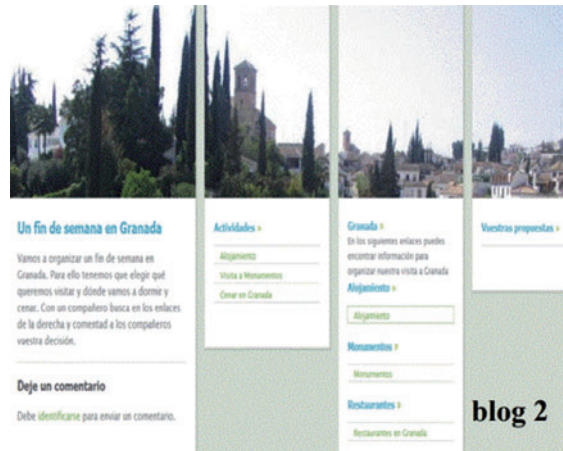 Un fin de semana en Granada
Vamos a organizar un fin de semana en
Granada. Para ello tenemos que elegir qué
queremos visitar y dónde vamos a dormir y
cenar. Con un compañero busca en los enlaces
de la derecha y comentad a los compañeros
vuestra decisión.
Deje un comentario
Debe identificarse para enviar un comentario.
Actividades »
Alojamiento
Visita a Monumentos
Cenar en Granada
Granada »
En los siguientes enlaces puedes
encontrar información para
organizar nuestra visita a Granada
Alojamiento »
Alojamiento
Monumentos »
Monumentos
Restaurantes »
Restaurantes en Granada
Vuestras propuestas »
blog 2